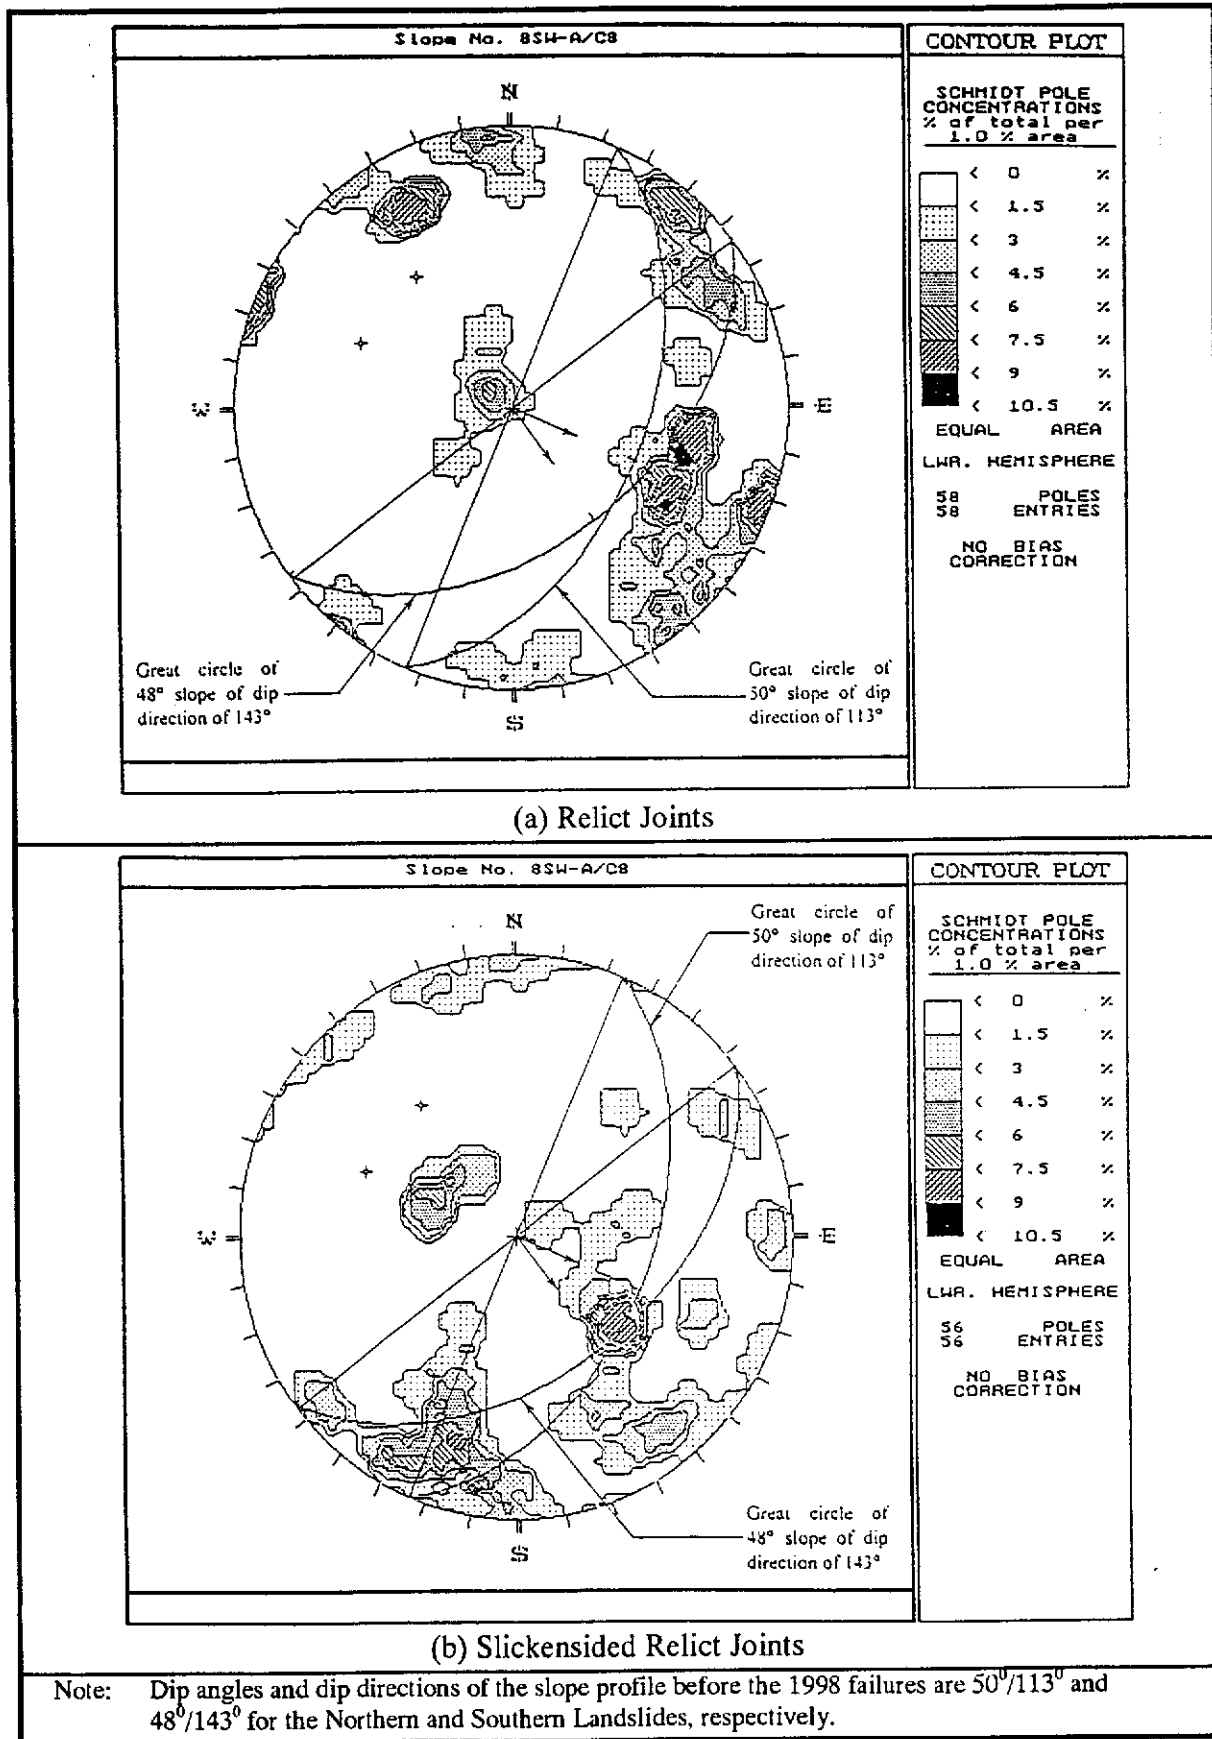 Slope No. 8SW-A/C8
CONTOUR PLOT
SCHMIDT POLE
CONCENTRATIONS
% of total per
1.0 % area
< 0 %
< 1.5 %
< 3 %
< 4.5 %
< 6 %
< 7.5 %
< 9 %
< 10.5 %
EQUAL AREA
LWR. HEMISPHERE
58 POLES
58 ENTRIES
NO BIAS
CORRECTION
N
W
E
S
Great circle of
48° slope of dip
direction of 143°
Great circle of
50° slope of dip
direction of 113°
(a) Relict Joints
Slope No. 8SW-A/C8
CONTOUR PLOT
SCHMIDT POLE
CONCENTRATIONS
% of total per
1.0 % area
< 0 %
< 1.5 %
< 3 %
< 4.5 %
< 6 %
< 7.5 %
< 9 %
< 10.5 %
EQUAL AREA
LWR. HEMISPHERE
56 POLES
56 ENTRIES
NO BIAS
CORRECTION
Great circle of
50° slope of dip
direction of 113°
N
W
E
S
Great circle of
48° slope of dip
direction of 143°
(b) Slickensided Relict Joints
Note: Dip angles and dip directions of the slope profile before the 1998 failures are 50⁰/113⁰ and
48⁰/143⁰ for the Northern and Southern Landslides, respectively.